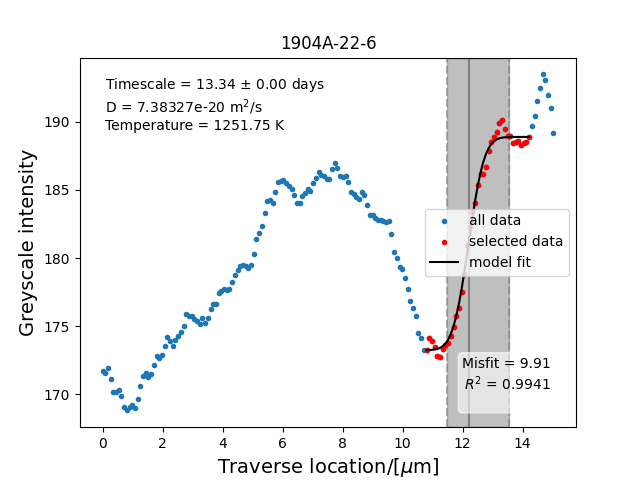 1904A-22-6
Timescale = 13.34 ± 0.00 days
D = 7.38327e-20 m²/s
Temperature = 1251.75 K
190
185
180
175
170
Greyscale intensity
all data
selected data
model fit
Misfit = 9.91
R² = 0.9941
0 2 4 6 8 10 12 14
Traverse location/[μm]